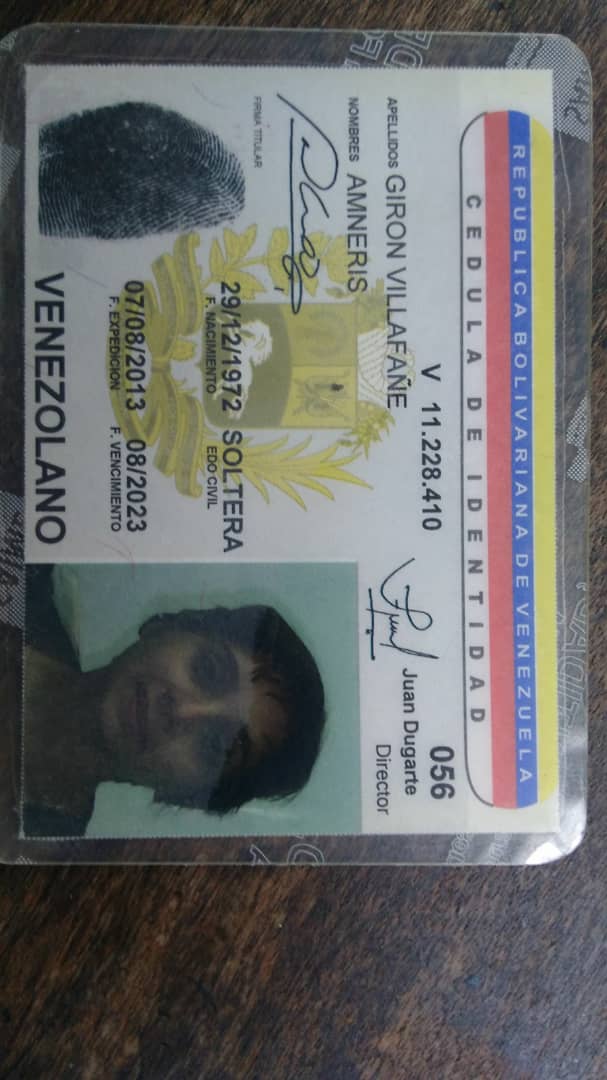 REPUBLICA BOLIVARIANA DE VENEZUELA
CEDULA DE IDENTIDAD
V 11.228.410
056
APELLIDOS GIRON VILLAFAÑE
Juan Dugarte
Director
NOMBRES AMNERIS
FIRMA TITULAR
29/12/1972 SOLTERA
F. NACIMIENTO EDO CIVIL
07/08/2013 08/2023
F. EXPEDICION F. VENCIMIENTO
VENEZOLANO